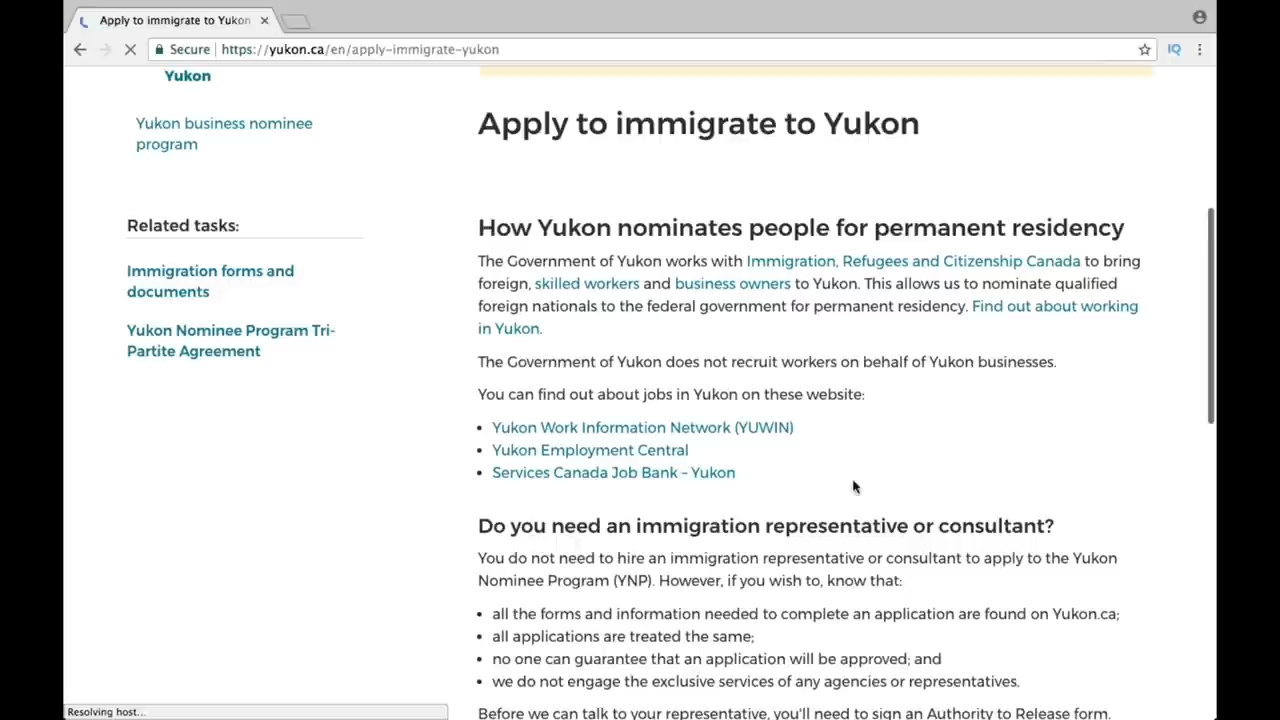 Apply to immigrate to Yukon
Secure | https://yukon.ca/en/apply-immigrate-yukon
IQ
Yukon
Yukon business nominee
program
Related tasks:
Immigration forms and
documents
Yukon Nominee Program Tri-
Partite Agreement
Apply to immigrate to Yukon
How Yukon nominates people for permanent residency
The Government of Yukon works with Immigration, Refugees and Citizenship Canada to bring
foreign, skilled workers and business owners to Yukon. This allows us to nominate qualified
foreign nationals to the federal government for permanent residency. Find out about working
in Yukon.
The Government of Yukon does not recruit workers on behalf of Yukon businesses.
You can find out about jobs in Yukon on these website:
• Yukon Work Information Network (YUWIN)
• Yukon Employment Central
• Services Canada Job Bank – Yukon
Do you need an immigration representative or consultant?
You do not need to hire an immigration representative or consultant to apply to the Yukon
Nominee Program (YNP). However, if you wish to, know that:
• all the forms and information needed to complete an application are found on Yukon.ca;
• all applications are treated the same;
• no one can guarantee that an application will be approved; and
• we do not engage the exclusive services of any agencies or representatives.
Before we can talk to your representative, you'll need to sign an Authority to Release form.
Resolving host...